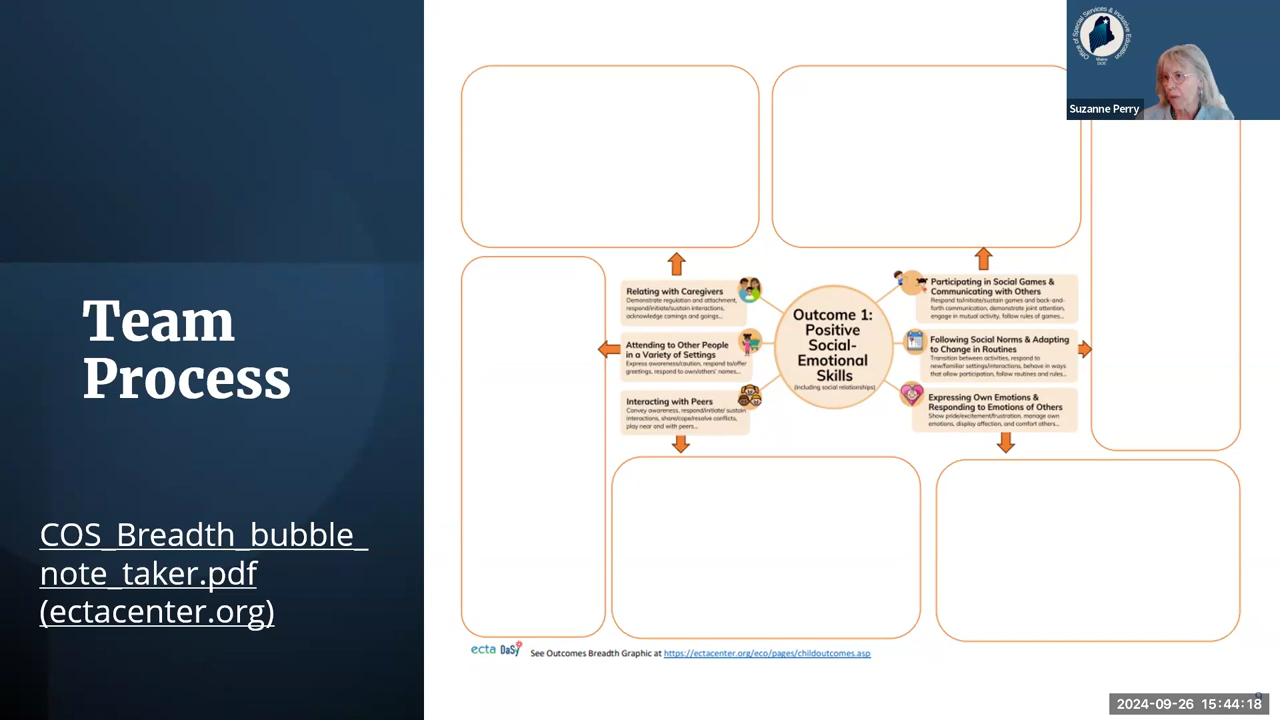 Team
Process
COS_Breadth_bubble_
note_taker.pdf
(ectacenter.org)
Relating with Caregivers
Demonstrate regulation and attachment,
respond/initiate/sustain interactions,
acknowledge comings and goings...
Attending to Other People
in a Variety of Settings
Express awareness/caution, respond to/offer
greetings, respond to own/others' names...
Interacting with Peers
Convey awareness, respond/initiate/ sustain
interactions, share/cope/resolve conflicts,
play near and with peers...
Outcome 1:
Positive
Social-
Emotional
Skills
(including social relationships)
Participating in Social Games &
Communicating with Others
Respond to/initiate/sustain games and back-and-
forth communication, demonstrate joint attention,
engage in mutual activity, follow rules of games...
Following Social Norms & Adapting
to Change in Routines
Transition between activities, respond to
new/familiar settings/interactions, behave in ways
that allow participation, follow routines and rules...
Expressing Own Emotions &
Responding to Emotions of Others
Show pride/excitement/frustration, manage own
emotions, display affection, and comfort others...
ecta DaSy See Outcomes Breadth Graphic at https://ectacenter.org/eco/pages/childoutcomes.asp
Office of Special Services & Inclusive Education
Maine
DOE
Suzanne Perry
2024-09-26 15:44:18